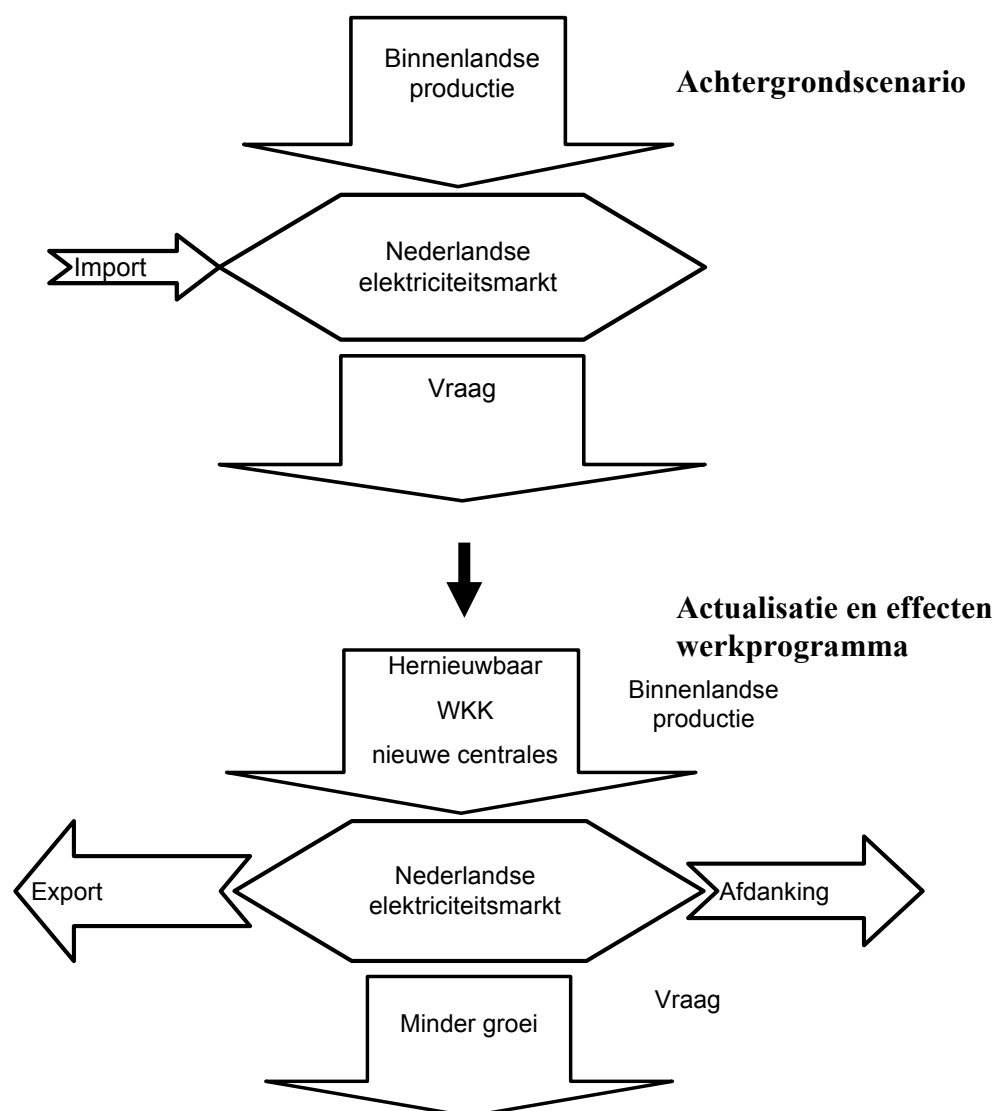 Binnenlandse
productie
Achtergrondscenario
Nederlandse
elektriciteitsmarkt
Import
Vraag
Actualisatie en effecten
werkprogramma
Hernieuwbaar
WKK
nieuwe centrales
Binnenlandse
productie
Export
Nederlandse
elektriciteitsmarkt
Afdanking
Vraag
Minder groei